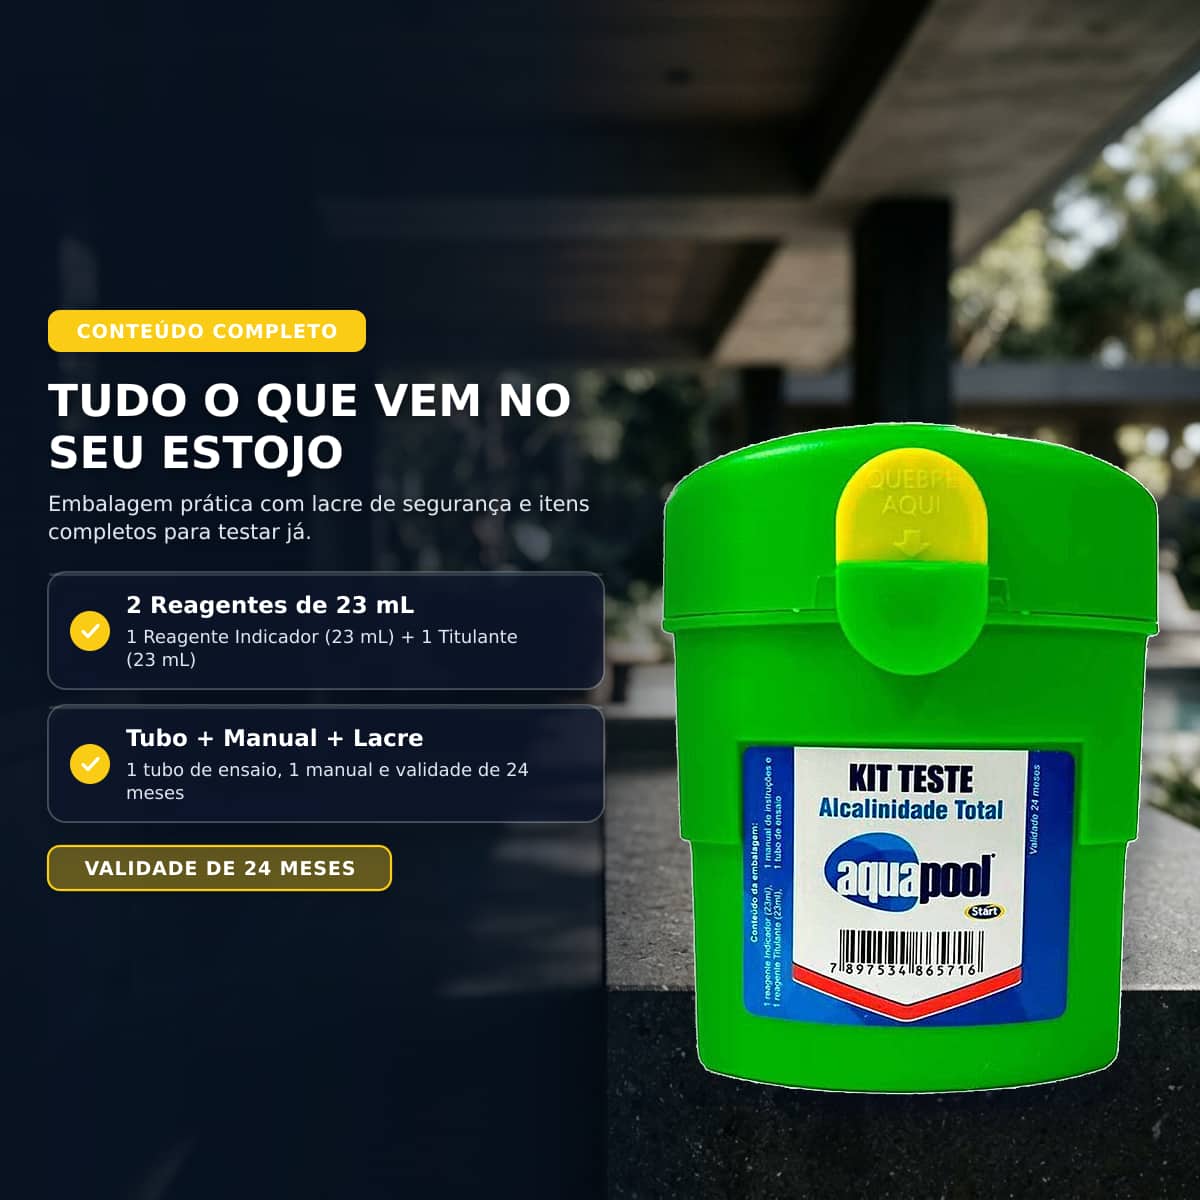 CONTEÚDO COMPLETO
TUDO O QUE VEM NO
SEU ESTOJO
Embalagem prática com lacre de segurança e itens
completos para testar já.
2 Reagentes de 23 mL
1 Reagente Indicador (23 mL) + 1 Titulante
(23 mL)
Tubo + Manual + Lacre
1 tubo de ensaio, 1 manual e validade de 24
meses
VALIDADE DE 24 MESES
QUEBRE
AQUI
KIT TESTE
Alcalinidade Total
aquapool
Start
7 897534 865716
Conteúdo da embalagem:
1 reagente Indicador (23ml), 1 manual de instruções e
1 reagente Titulante (23ml), 1 tubo de ensaio
Validade 24 meses